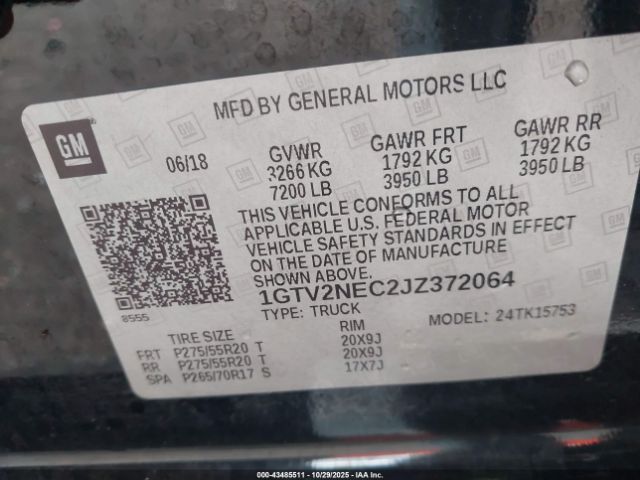 MFD BY GENERAL MOTORS LLC
GM
06/18
GVWR GAWR FRT GAWR RR
3266 KG 1792 KG 1792 KG
7200 LB 3950 LB 3950 LB
THIS VEHICLE CONFORMS TO ALL
APPLICABLE U.S. FEDERAL MOTOR
VEHICLE SAFETY STANDARDS IN EFFECT
ON THE DATE OF MANUFACTURE
SHOWN ABOVE.
8555
1GTV2NEC2JZ372064
TYPE: TRUCK MODEL: 24TK15753
TIRE SIZE RIM
FRT P275/55R20 T 20X9J
RR P275/55R20 T 20X9J
SPA P265/70R17 S 17X7J
000-43485511 - 10/29/2025 - IAA Inc.